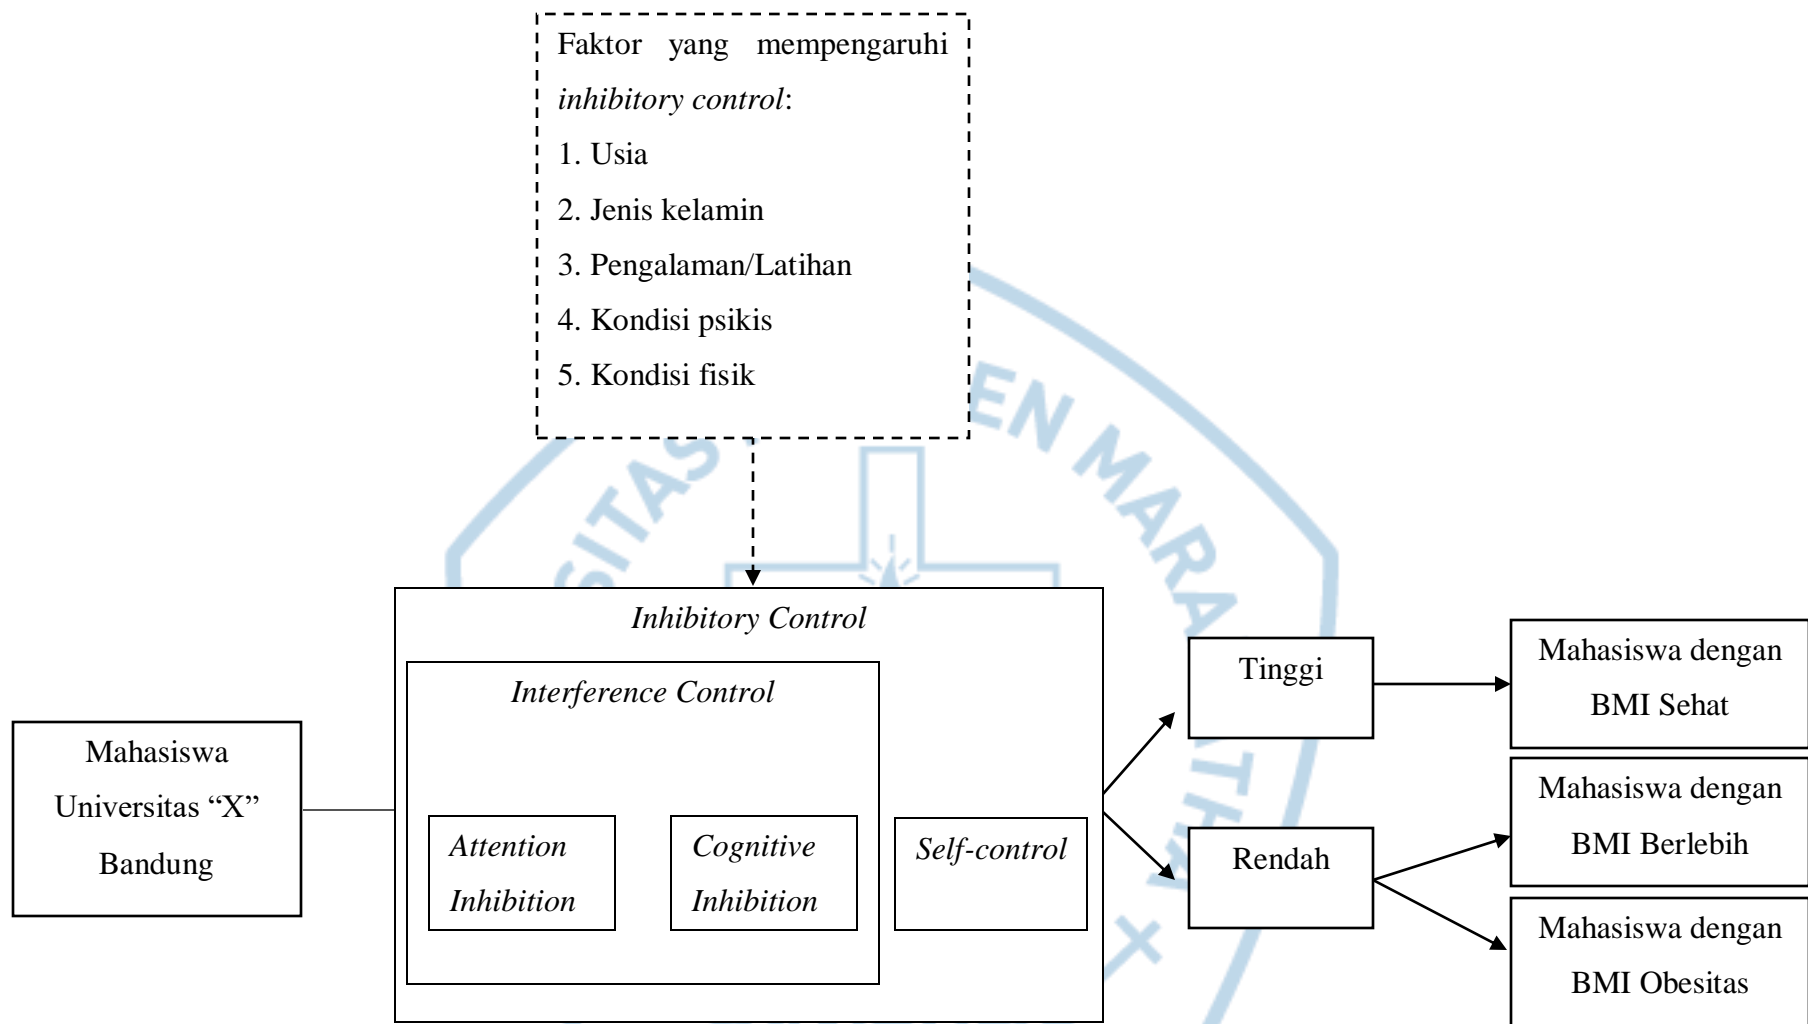 Faktor yang mempengaruhi
inhibitory control:
1. Usia
2. Jenis kelamin
3. Pengalaman/Latihan
4. Kondisi psikis
5. Kondisi fisik
Mahasiswa
Universitas “X”
Bandung
Inhibitory Control
Interference Control
Attention
Inhibition
Cognitive
Inhibition
Self-control
Tinggi
Rendah
Mahasiswa dengan
BMI Sehat
Mahasiswa dengan
BMI Berlebih
Mahasiswa dengan
BMI Obesitas